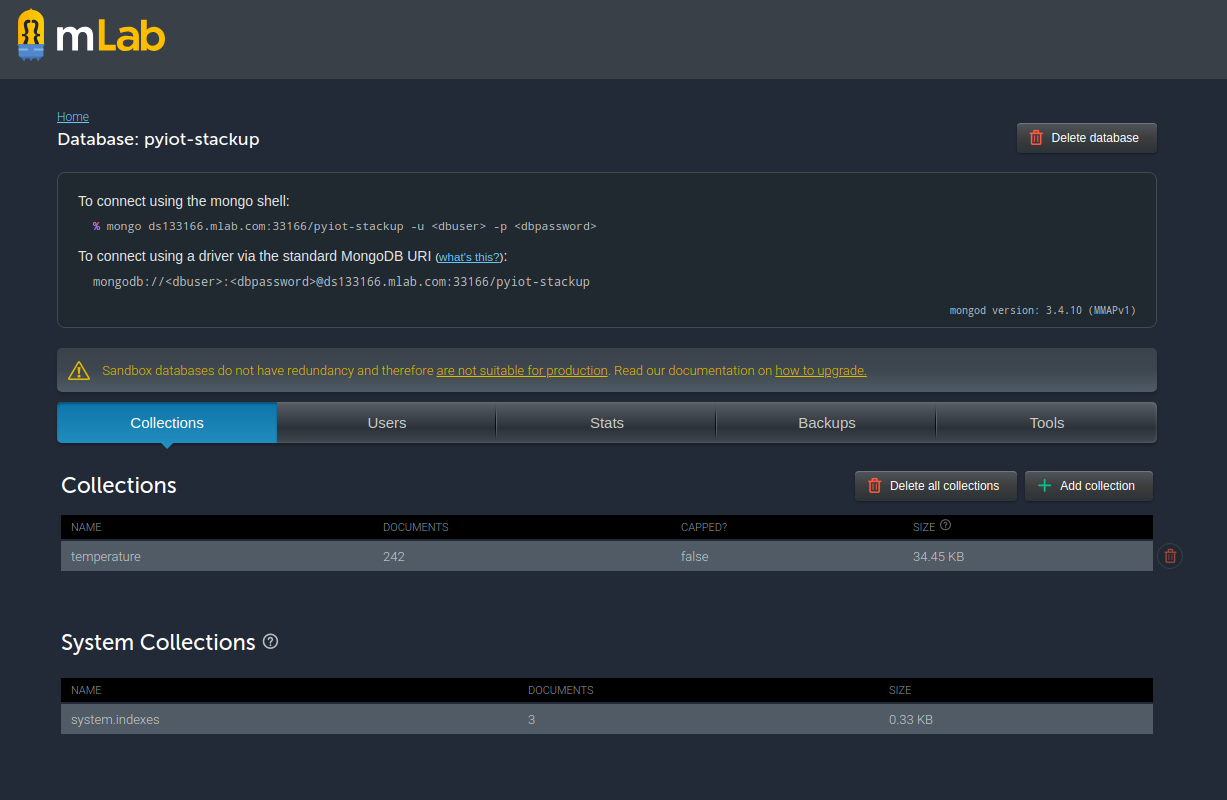 mLab
Home
Database: pyiot-stackup
Delete database
To connect using the mongo shell:
% mongo ds133166.mlab.com:33166/pyiot-stackup -u <dbuser> -p <dbpassword>
To connect using a driver via the standard MongoDB URI (what's this?):
mongodb://<dbuser>:<dbpassword>@ds133166.mlab.com:33166/pyiot-stackup
mongod version: 3.4.10 (MMAPv1)
Sandbox databases do not have redundancy and therefore are not suitable for production. Read our documentation on how to upgrade.
Collections Users Stats Backups Tools
Collections
Delete all collections Add collection
NAME DOCUMENTS CAPPED? SIZE ?
temperature 242 false 34.45 KB
System Collections ?
NAME DOCUMENTS SIZE
system.indexes 3 0.33 KB